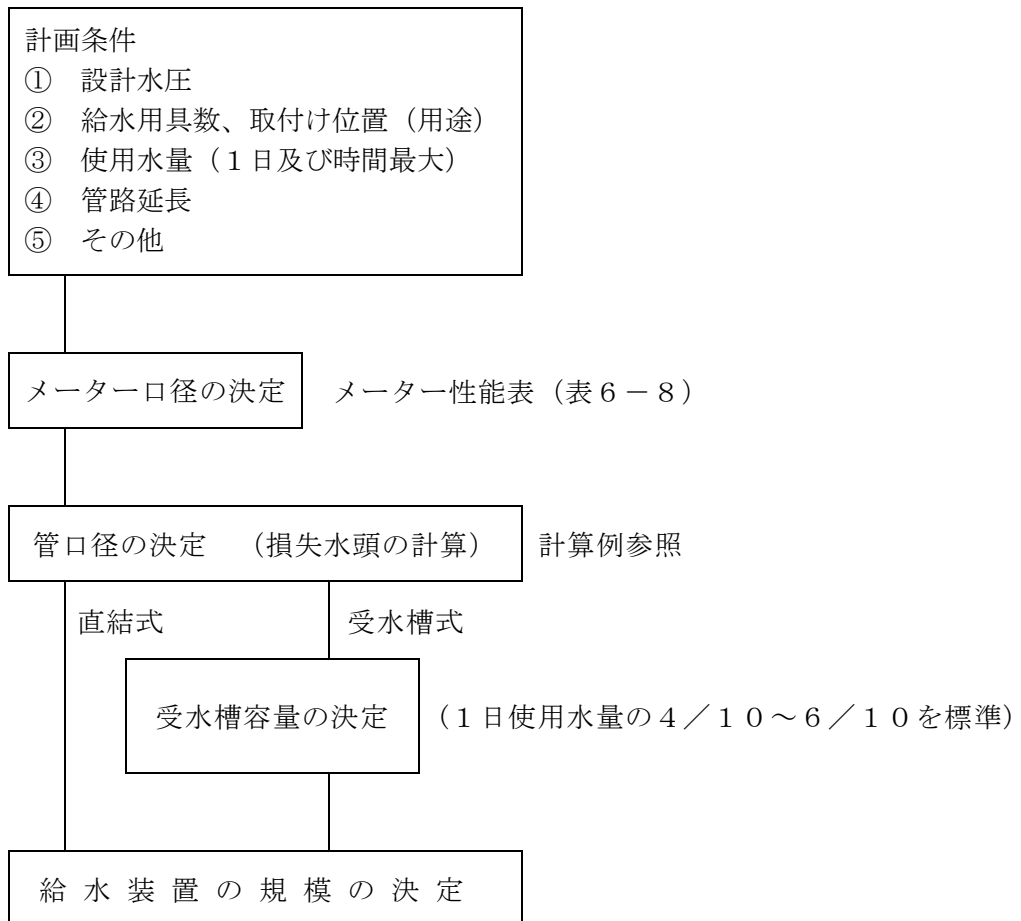 計画条件
① 設計水圧
② 給水用具数、取付け位置（用途）
③ 使用水量（１日及び時間最大）
④ 管路延長
⑤ その他
メーター口径の決定 メーター性能表（表６－８）
管口径の決定 （損失水頭の計算） 計算例参照
直結式 受水槽式
受水槽容量の決定 （１日使用水量の４／１０～６／１０を標準）
給水装置の規模の決定